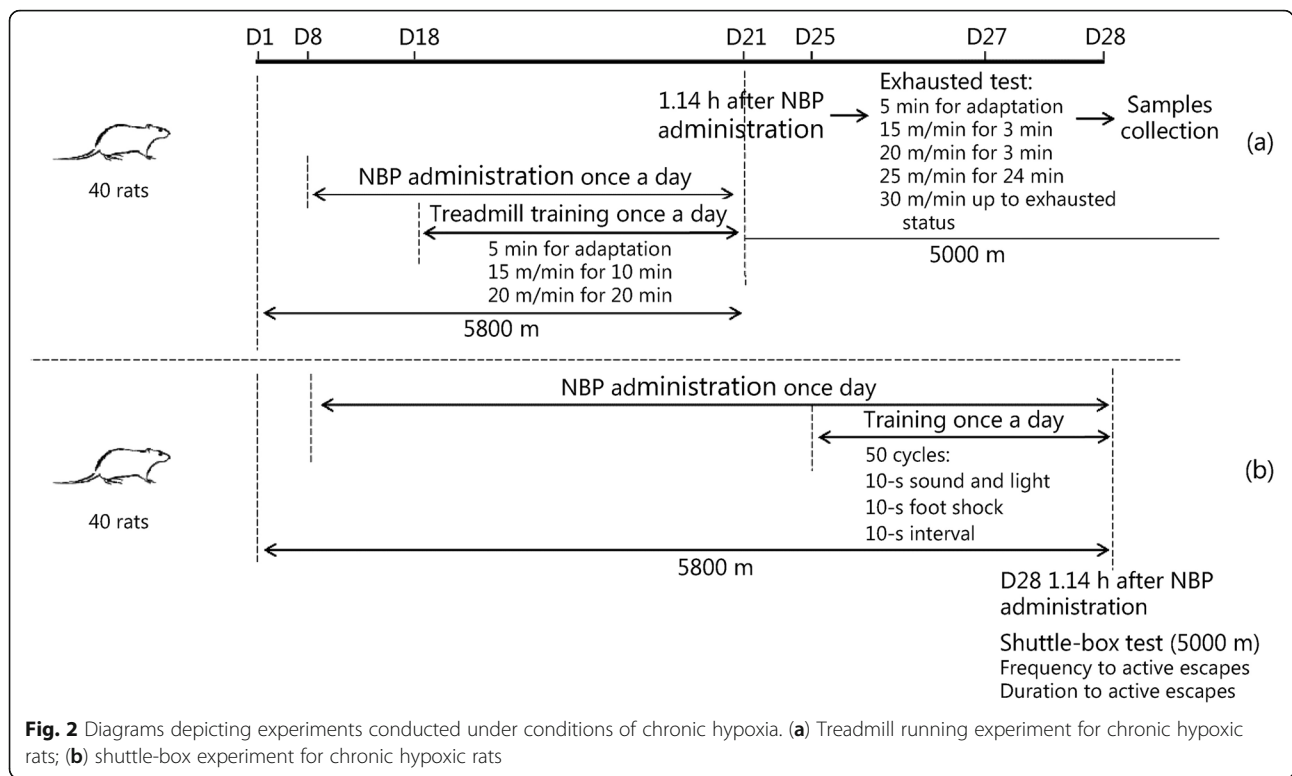 D1 D8 D18 D21 D25 D27 D28
40 rats
1.14 h after NBP
administration
Exhausted test:
5 min for adaptation
15 m/min for 3 min
20 m/min for 3 min
25 m/min for 24 min
30 m/min up to exhausted
status
Samples
collection
(a)
NBP administration once a day
Treadmill training once a day
5 min for adaptation
15 m/min for 10 min
20 m/min for 20 min
5000 m
5800 m
40 rats
NBP administration once day
Training once a day
50 cycles:
10-s sound and light
10-s foot shock
10-s interval
(b)
5800 m
D28 1.14 h after NBP
administration
Shuttle-box test (5000 m)
Frequency to active escapes
Duration to active escapes
Fig. 2 Diagrams depicting experiments conducted under conditions of chronic hypoxia. (a) Treadmill running experiment for chronic hypoxic
rats; (b) shuttle-box experiment for chronic hypoxic rats